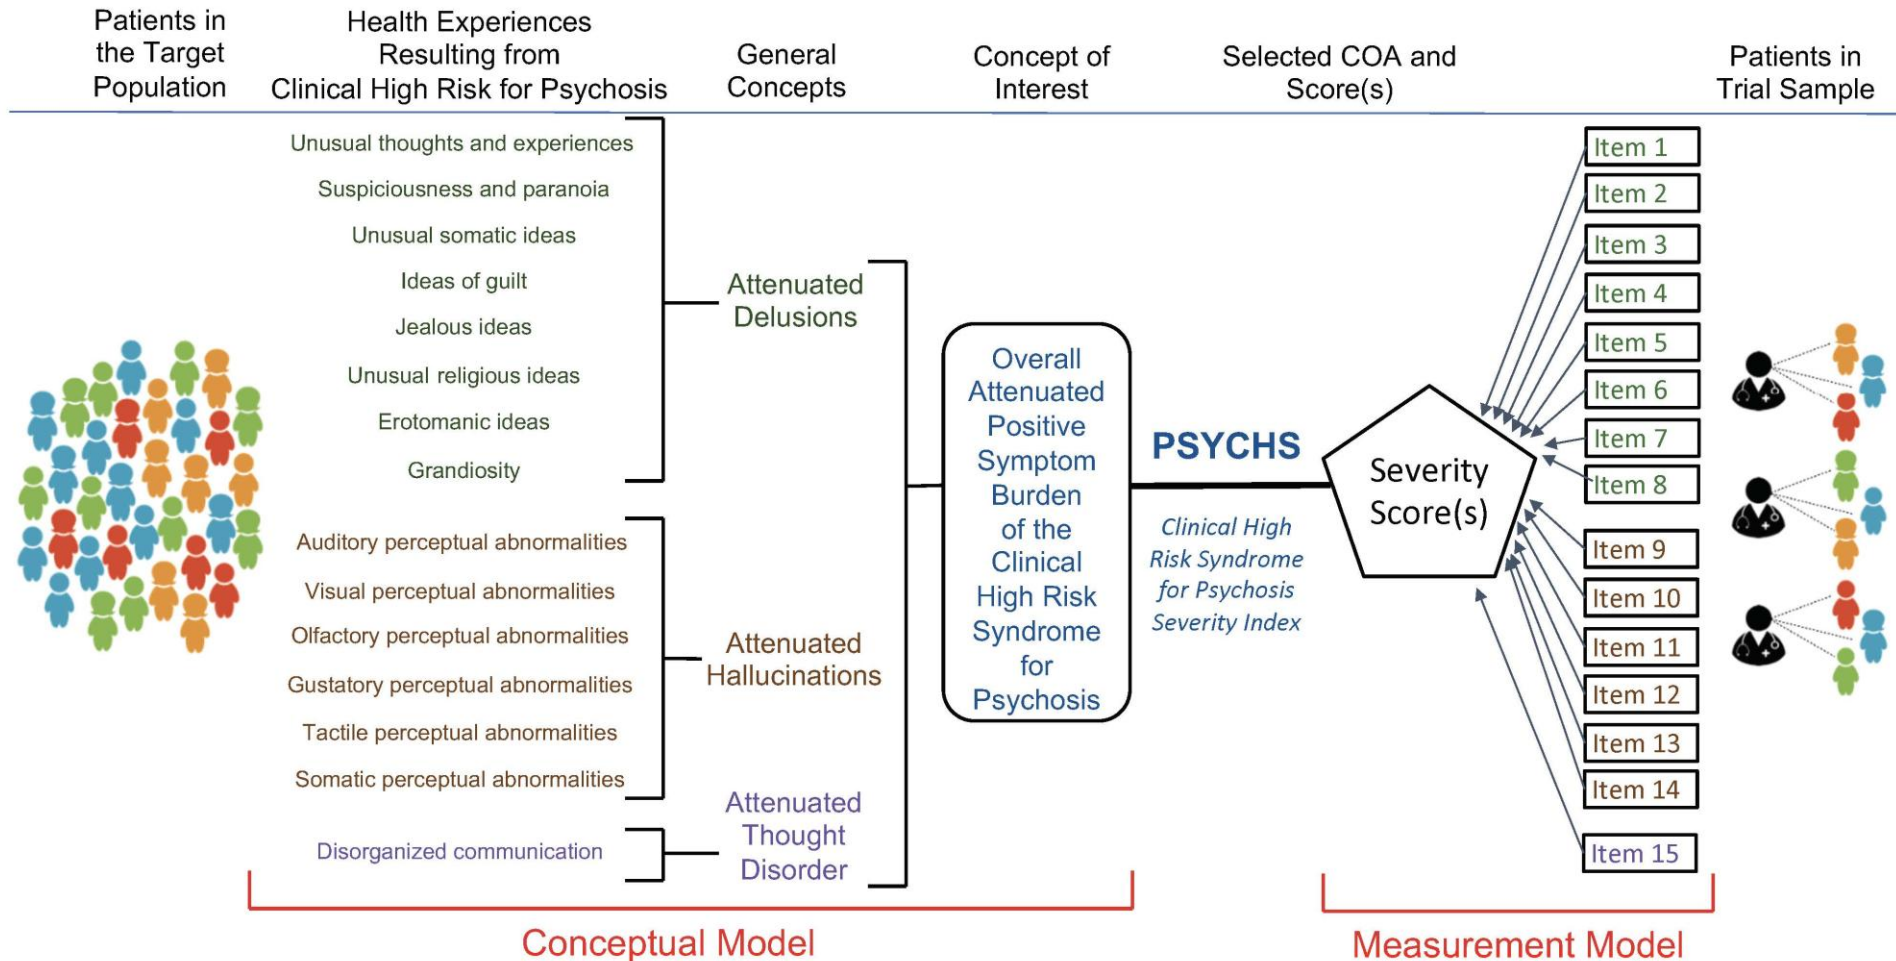 Patients in
the Target
Population
Health Experiences
Resulting from
Clinical High Risk for Psychosis
General
Concepts
Concept of
Interest
Selected COA and
Score(s)
Patients in
Trial Sample
Unusual thoughts and experiences
Suspiciousness and paranoia
Unusual somatic ideas
Ideas of guilt
Jealous ideas
Unusual religious ideas
Erotomanic ideas
Grandiosity
Auditory perceptual abnormalities
Visual perceptual abnormalities
Olfactory perceptual abnormalities
Gustatory perceptual abnormalities
Tactile perceptual abnormalities
Somatic perceptual abnormalities
Disorganized communication
Attenuated
Delusions
Attenuated
Hallucinations
Attenuated
Thought
Disorder
Overall
Attenuated
Positive
Symptom
Burden
of the
Clinical
High Risk
Syndrome
for
Psychosis
PSYCHS
Clinical High
Risk Syndrome
for Psychosis
Severity Index
Severity
Score(s)
Item 1
Item 2
Item 3
Item 4
Item 5
Item 6
Item 7
Item 8
Item 9
Item 10
Item 11
Item 12
Item 13
Item 14
Item 15
Conceptual Model
Measurement Model